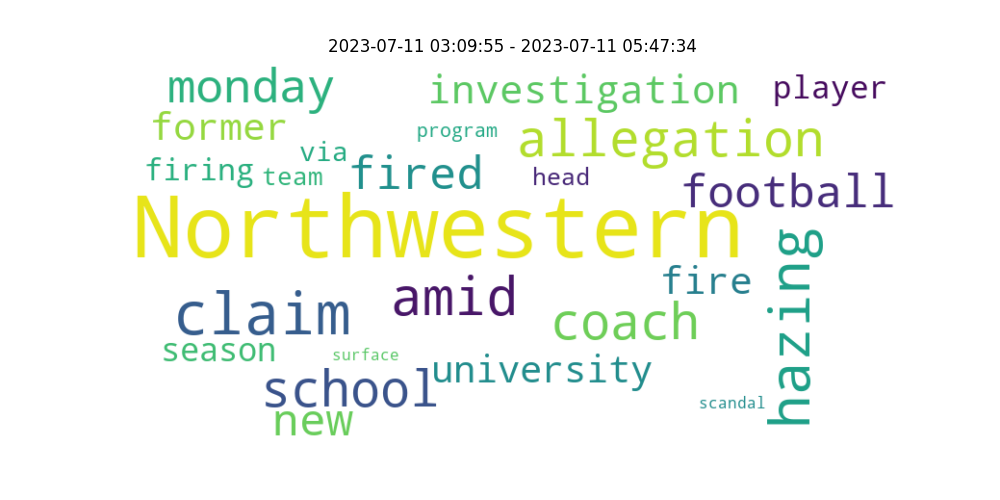 2023-07-11 03:09:55 - 2023-07-11 05:47:34
monday
investigation
player
former
program
allegation
firing
via
team
fired
head
football
Northwestern
hazing
claim
amid
fire
coach
season
surface
school
university
new
scandal